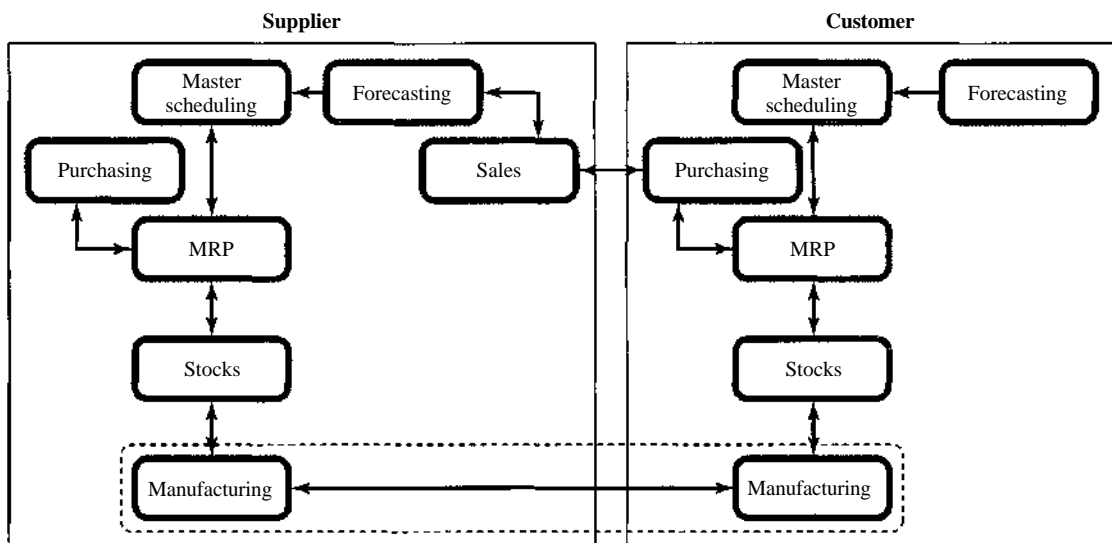 Supplier
Customer
Master
scheduling
Forecasting
Purchasing
Sales
MRP
Stocks
Manufacturing
Master
scheduling
Forecasting
Purchasing
MRP
Stocks
Manufacturing